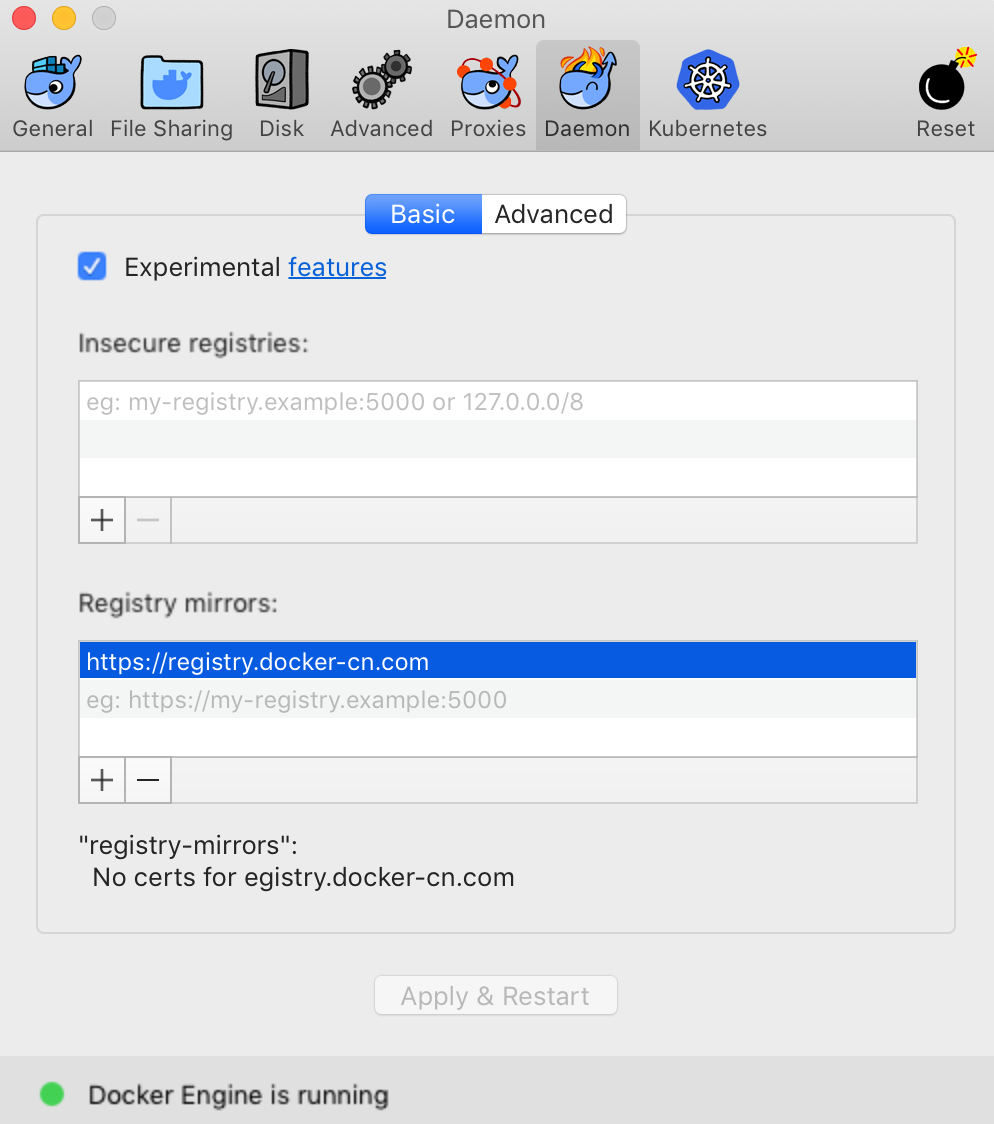 Daemon
General File Sharing Disk Advanced Proxies Daemon Kubernetes Reset
Basic Advanced
Experimental features
Insecure registries:
eg: my-registry.example:5000 or 127.0.0.0/8
Registry mirrors:
https://registry.docker-cn.com
eg: https://my-registry.example:5000
"registry-mirrors":
No certs for egistry.docker-cn.com
Apply & Restart
Docker Engine is running